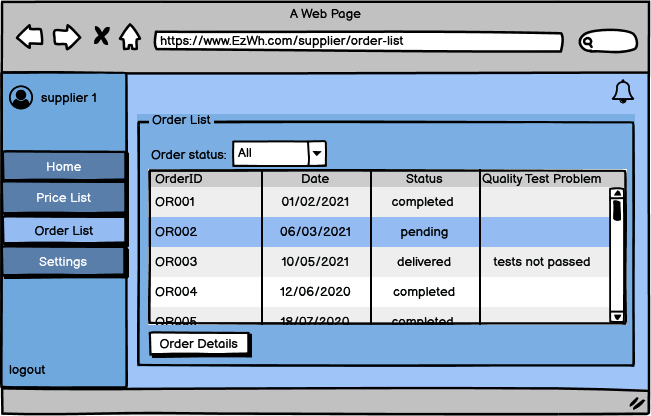 A Web Page
https://www.EzWh.com/supplier/order-list
supplier 1
Home
Price List
Order List
Settings
logout
Order List
Order status: All
OrderID Date Status Quality Test Problem
OR001 01/02/2021 completed
OR002 06/03/2021 pending
OR003 10/05/2021 delivered tests not passed
OR004 12/06/2020 completed
OR005 18/07/2020 completed
Order Details